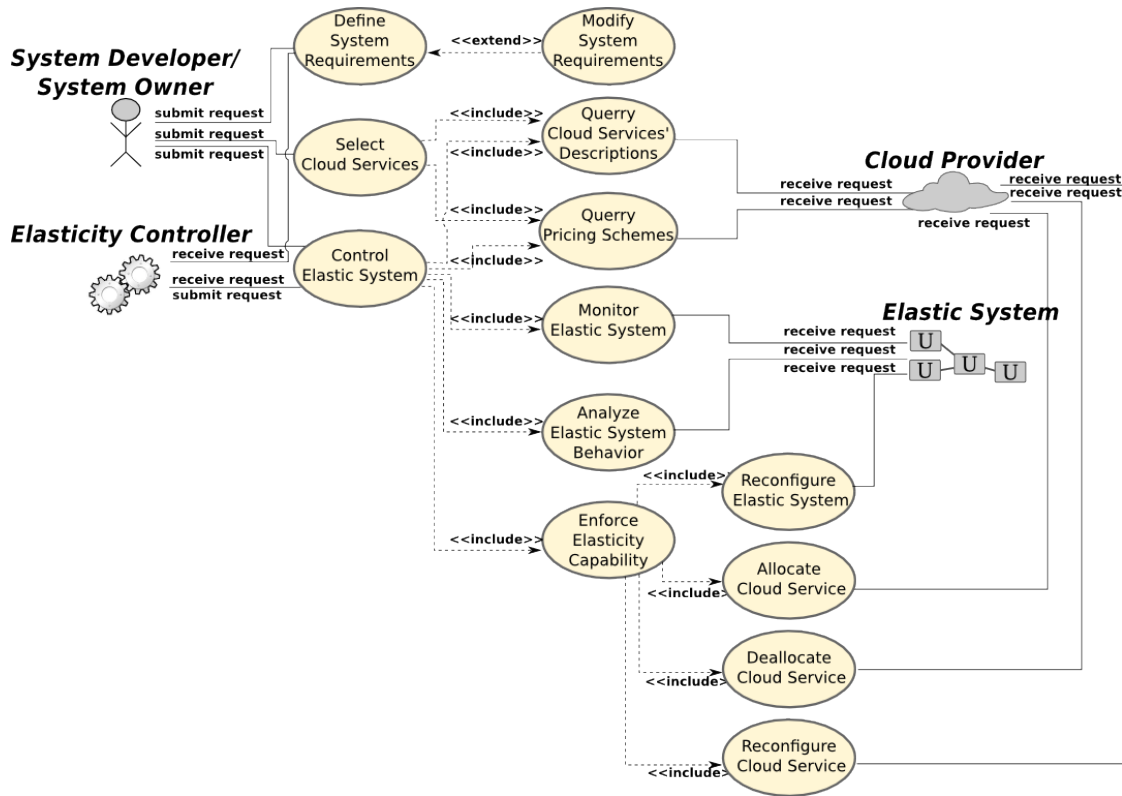 Define
System
Requirements
<<extend>>
Modify
System
Requirements
System Developer/
System Owner
submit request
submit request
submit request
Select
Cloud Services
<<include>>
<<include>>
Querry
Cloud Services'
Descriptions
Cloud Provider
receive request
receive request
receive request
receive request
receive request
<<include>>
<<include>>
Querry
Pricing Schemes
Elasticity Controller
receive request
receive request
submit request
Control
Elastic System
<<include>>
Monitor
Elastic System
Elastic System
receive request
receive request
receive request
U
U
U
U
<<include>>
Analyze
Elastic System
Behavior
<<include>
Reconfigure
Elastic System
<<include>>
Enforce
Elasticity
Capability
<<include>
Allocate
Cloud Service
<<include>
Deallocate
Cloud Service
<<include>
Reconfigure
Cloud Service